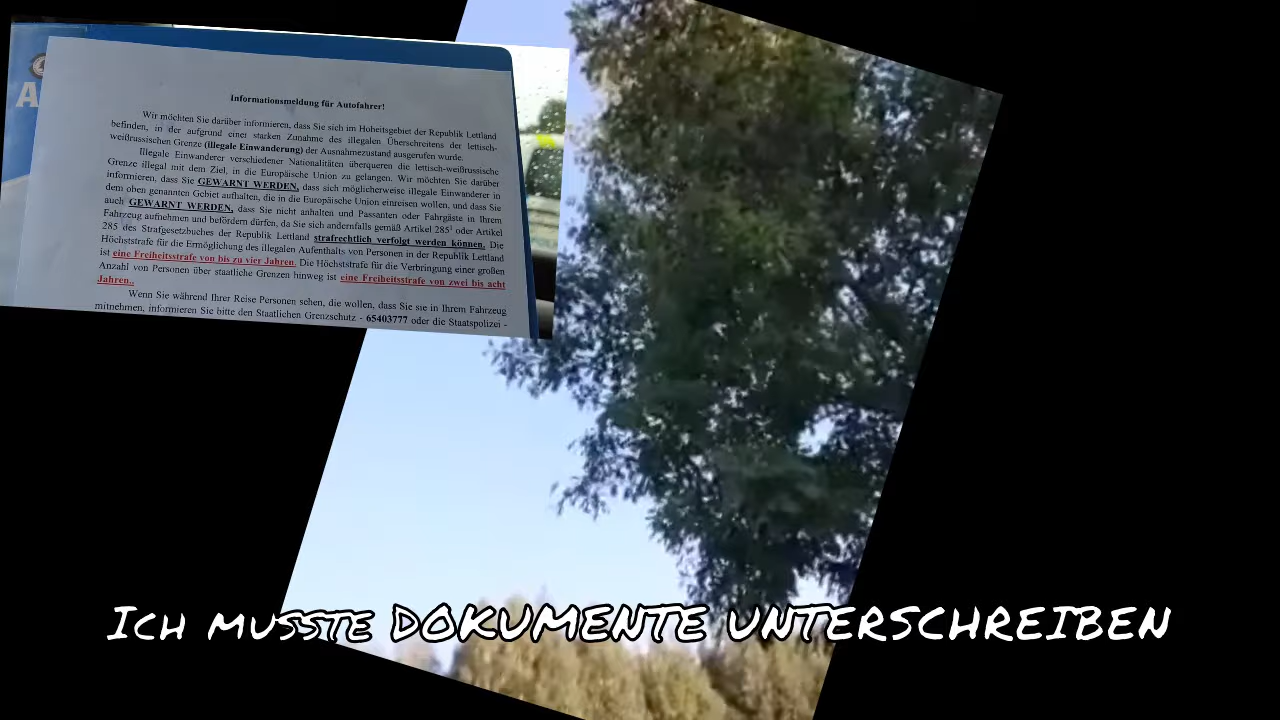 A
Informationsmeldung für Autofahrer!
Wir möchten Sie darüber informieren, dass Sie sich im Hoheitsgebiet der Republik Lettland
befinden, in der aufgrund einer starken Zunahme des illegalen Überschreitens der lettisch-
weißrussischen Grenze (illegale Einwanderung) der Ausnahmezustand ausgerufen wurde.
Illegale Einwanderer verschiedener Nationalitäten überqueren die lettisch-weißrussische
Grenze illegal mit dem Ziel, in die Europäische Union zu gelangen. Wir möchten Sie darüber
informieren, dass Sie GEWARNT WERDEN, dass sich möglicherweise illegale Einwanderer in
dem oben genannten Gebiet aufhalten, die in die Europäische Union einreisen wollen, und dass Sie
auch GEWARNT WERDEN, dass Sie nicht anhalten und Passanten oder Fahrgäste in Ihrem
Fahrzeug aufnehmen und befördern dürfen, da Sie sich andernfalls gemäß Artikel 285¹ oder Artikel
285 des Strafgesetzbuches der Republik Lettland strafrechtlich verfolgt werden können. Die
Höchststrafe für die Ermöglichung des illegalen Aufenthalts von Personen in der Republik Lettland
ist eine Freiheitsstrafe von bis zu vier Jahren. Die Höchststrafe für die Verbringung einer großen
Anzahl von Personen über staatliche Grenzen hinweg ist eine Freiheitsstrafe von zwei bis acht
Jahren..
Wenn Sie während Ihrer Reise Personen sehen, die wollen, dass Sie sie in Ihrem Fahrzeug
mitnehmen, informieren Sie bitte den Staatlichen Grenzschutz - 65403777 oder die Staatspolizei -
Ich musste DOKUMENTE UNTERSCHREIBEN